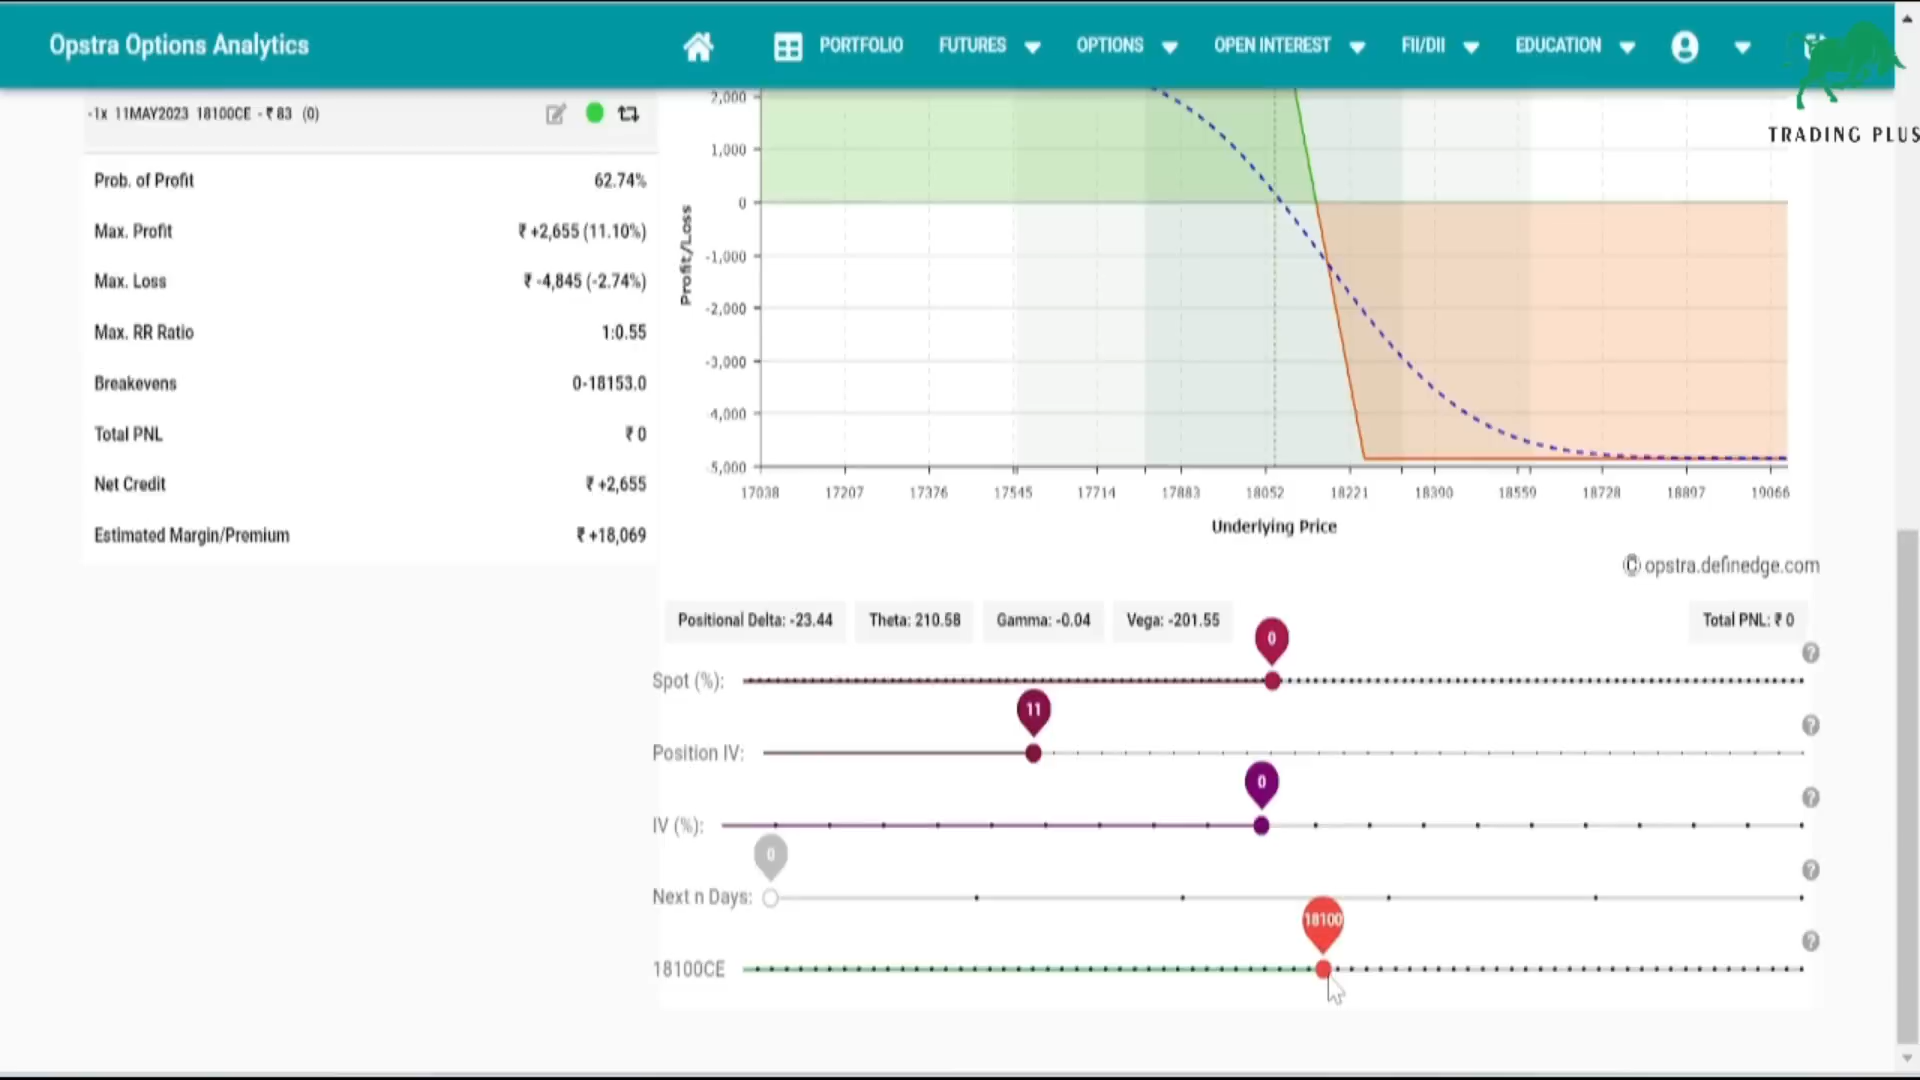 Opstra Options Analytics
PORTFOLIO FUTURES OPTIONS OPEN INTEREST FII/DII EDUCATION
TRADING PLUS
-1x 11MAY2023 18100CE - ₹ 83 (0)
Prob. of Profit 62.74%
Max. Profit ₹ +2,655 (11.10%)
Max. Loss ₹ -4,845 (-2.74%)
Max. RR Ratio 1:0.55
Breakevens 0-18153.0
Total PNL ₹ 0
Net Credit ₹ +2,655
Estimated Margin/Premium ₹ +18,069
Profit/Loss
2,000
1,000
0
-1,000
-2,000
-3,000
-4,000
-5,000
17038 17207 17376 17545 17714 17883 18052 18221 18390 18559 18728 18897 19066
Underlying Price
© opstra.definedge.com
Positional Delta: -23.44 Theta: 210.58 Gamma: -0.04 Vega: -201.55 Total PNL: ₹ 0
0
Spot (%):
11
Position IV:
0
IV (%):
0
Next n Days:
18100
18100CE